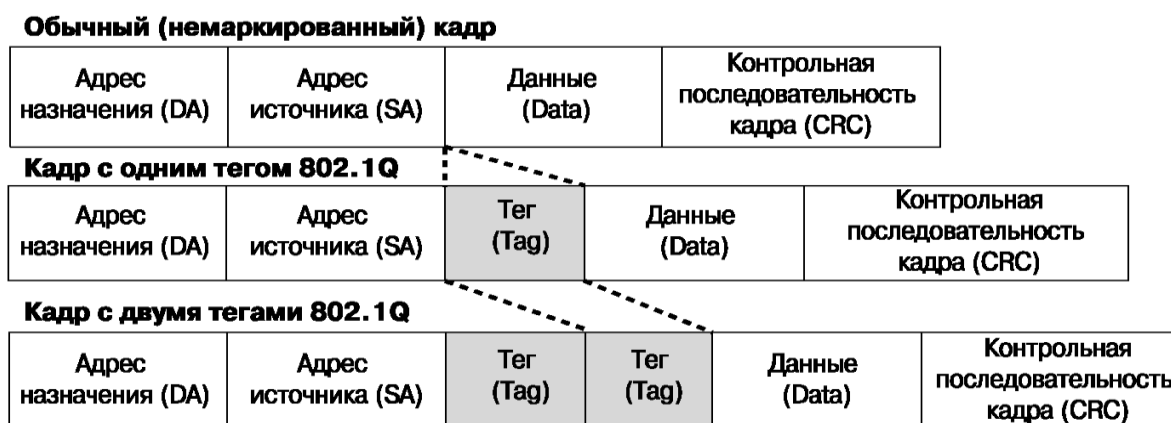 Обычный (немаркированный) кадр
Адрес
назначения (DA)
Адрес
источника (SA)
Данные
(Data)
Контрольная
последовательность
кадра (CRC)
Кадр с одним тегом 802.1Q
Адрес
назначения (DA)
Адрес
источника (SA)
Тег
(Tag)
Данные
(Data)
Контрольная
последовательность
кадра (CRC)
Кадр с двумя тегами 802.1Q
Адрес
назначения (DA)
Адрес
источника (SA)
Тег
(Tag)
Тег
(Tag)
Данные
(Data)
Контрольная
последовательность
кадра (CRC)